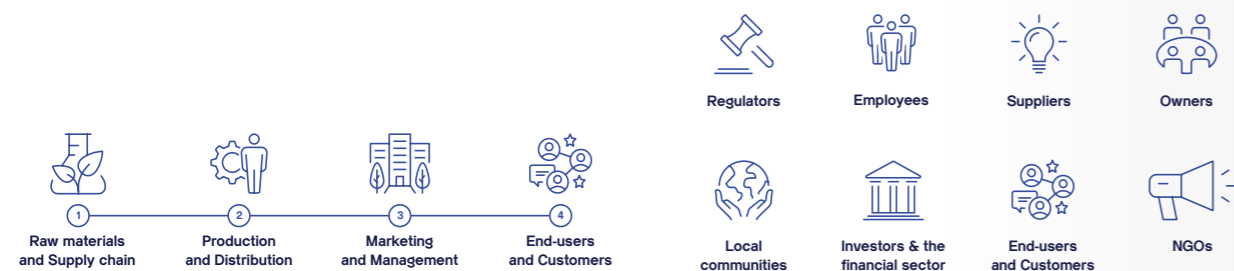 Regulators
Employees
Suppliers
Owners
1
2
3
4
Raw materials
and Supply chain
Production
and Distribution
Marketing
and Management
End-users
and Customers
Local
communities
Investors & the
financial sector
End-users
and Customers
NGOs